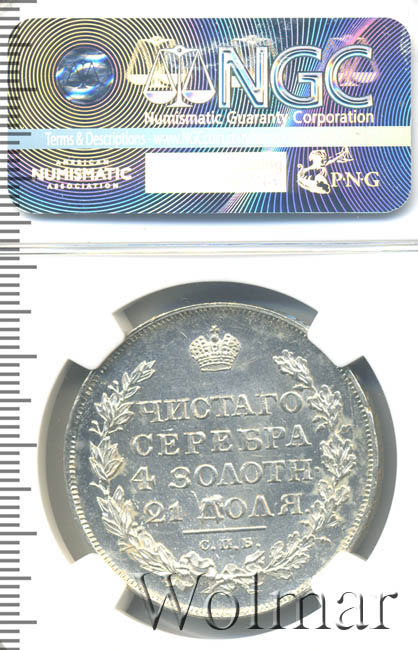 NGC
Numismatic Guaranty Corporation
Terms & Descriptions
AMERICAN
NUMISMATIC
ASSOCIATION
PNG
ЧИСТАГО
СЕРЕБРА
4 ЗОЛОТН
21 ДОЛЯ.
С.П.Б
Wolmar